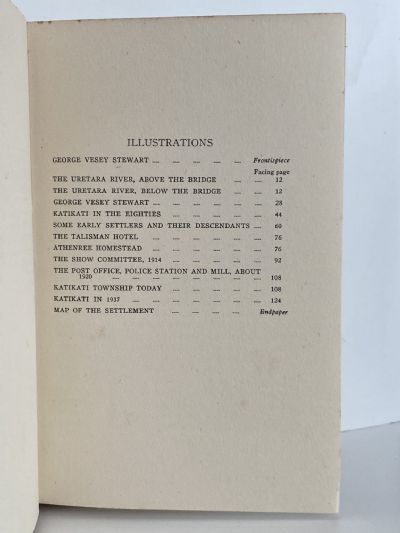 ILLUSTRATIONS
GEORGE VESEY STEWART .... .... .... .... .... Frontispiece
Facing page
THE URETARA RIVER, ABOVE THE BRIDGE .... .... 12
THE URETARA RIVER, BELOW THE BRIDGE .... .... 12
GEORGE VESEY STEWART .... .... .... .... .... 28
KATIKATI IN THE EIGHTIES .... .... .... .... 44
SOME EARLY SETTLERS AND THEIR DESCENDANTS .... 60
THE TALISMAN HOTEL .... .... .... .... .... 76
ATHENREE HOMESTEAD .... .... .... .... .... 76
THE SHOW COMMITTEE, 1914 .... .... .... .... 92
THE POST OFFICE, POLICE STATION AND MILL, ABOUT
1920 .... .... .... .... .... .... .... 108
KATIKATI TOWNSHIP TODAY .... .... .... .... 108
KATIKATI IN 1937 .... .... .... .... .... 124
MAP OF THE SETTLEMENT .... .... .... .... Endpaper